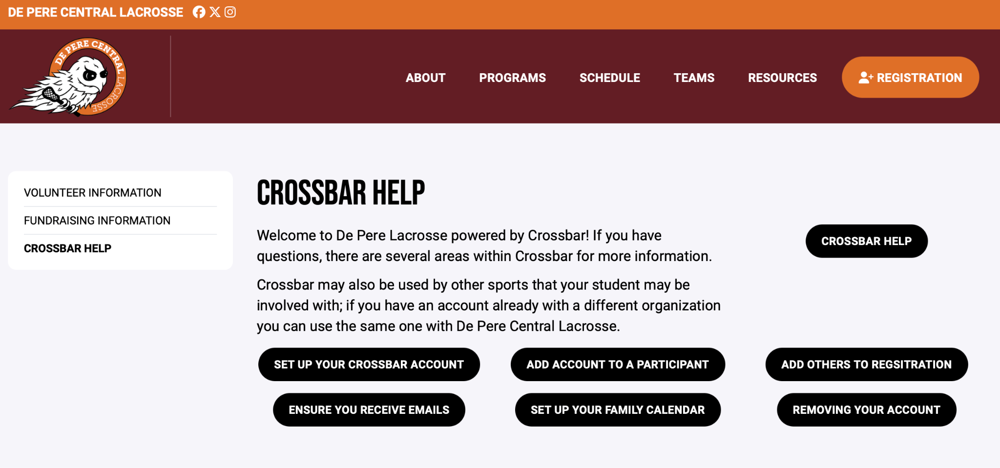 DE PERE CENTRAL LACROSSE
DE PERE CENTRAL LACROSSE
ABOUT
PROGRAMS
SCHEDULE
TEAMS
RESOURCES
REGISTRATION
VOLUNTEER INFORMATION
FUNDRAISING INFORMATION
CROSSBAR HELP
CROSSBAR HELP
Welcome to De Pere Lacrosse powered by Crossbar! If you have
questions, there are several areas within Crossbar for more information.
Crossbar may also be used by other sports that your student may be
involved with; if you have an account already with a different organization
you can use the same one with De Pere Central Lacrosse.
CROSSBAR HELP
SET UP YOUR CROSSBAR ACCOUNT
ADD ACCOUNT TO A PARTICIPANT
ADD OTHERS TO REGSITRATION
ENSURE YOU RECEIVE EMAILS
SET UP YOUR FAMILY CALENDAR
REMOVING YOUR ACCOUNT